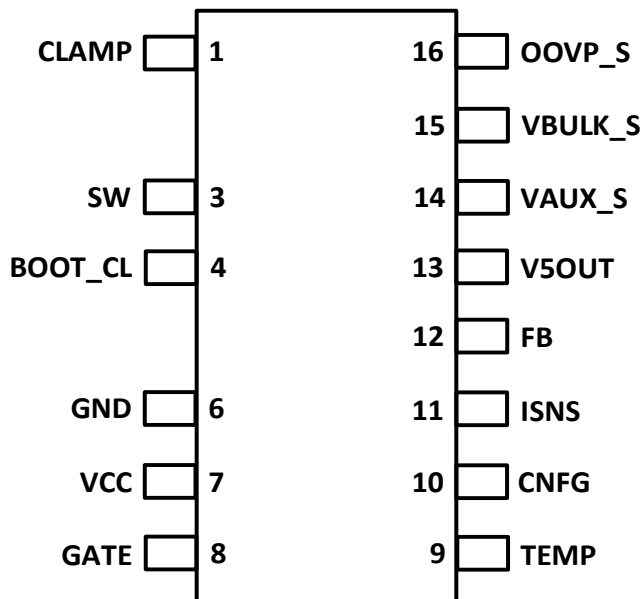 CLAMP 1 16 OOVP_S
15 VBULK_S
SW 3 14 VAUX_S
BOOT_CL 4 13 V5OUT
12 FB
GND 6 11 ISNS
VCC 7 10 CNFG
GATE 8 9 TEMP